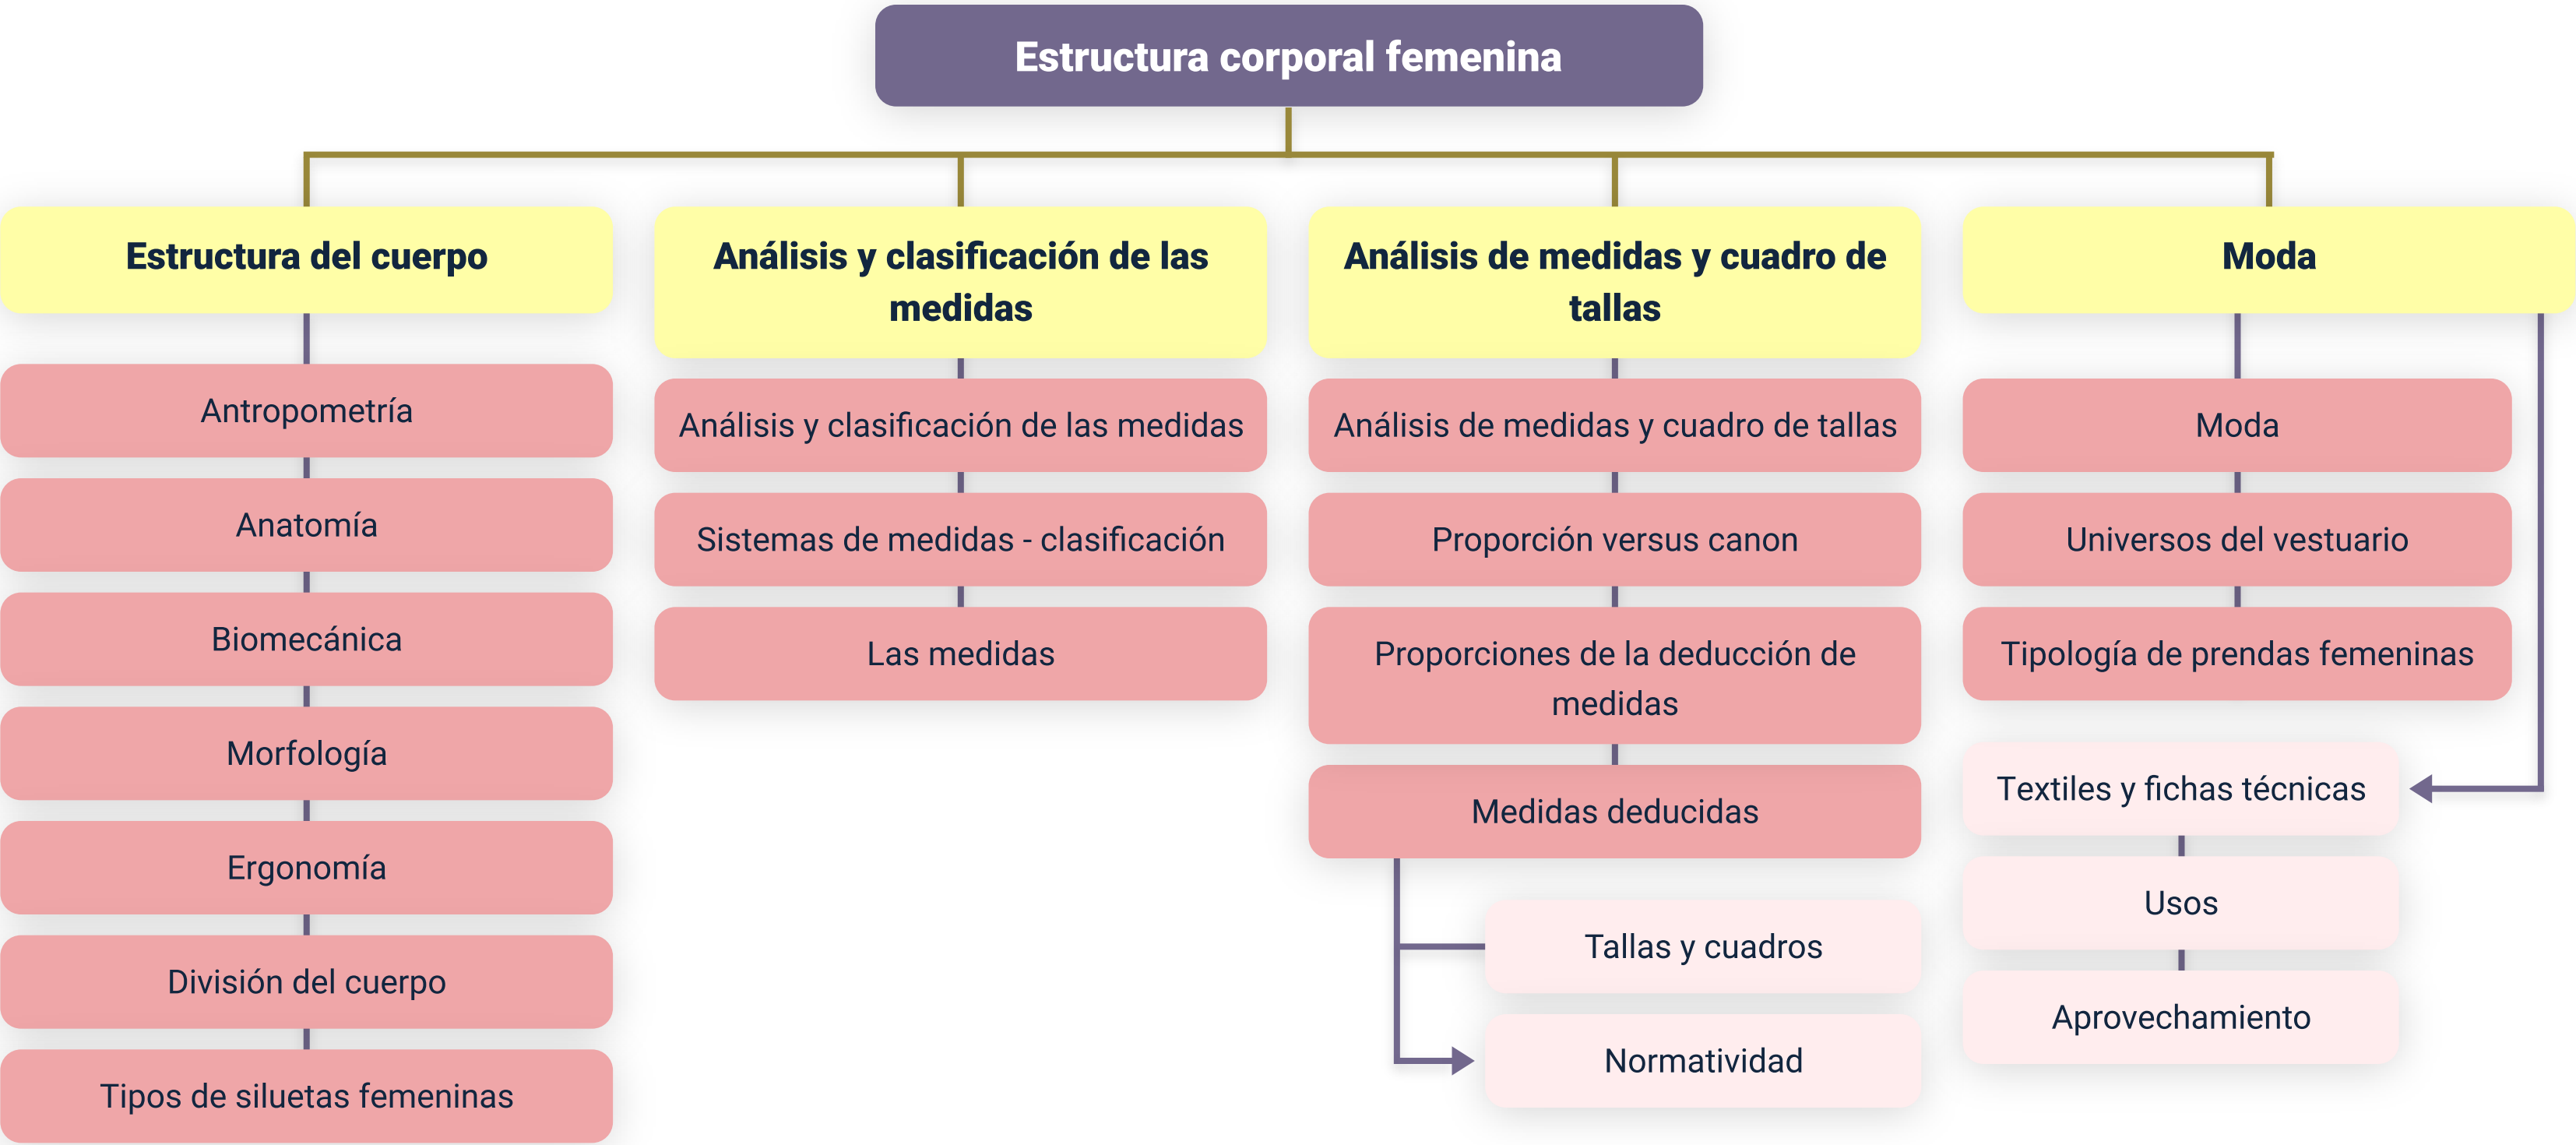 Estructura corporal femenina
Estructura del cuerpo
Antropometría
Anatomía
Biomecánica
Morfología
Ergonomía
División del cuerpo
Tipos de siluetas femeninas
Análisis y clasificación de las
medidas
Análisis y clasificación de las medidas
Sistemas de medidas - clasificación
Las medidas
Análisis de medidas y cuadro de
tallas
Análisis de medidas y cuadro de tallas
Proporción versus canon
Proporciones de la deducción de
medidas
Medidas deducidas
Tallas y cuadros
Normatividad
Moda
Moda
Universos del vestuario
Tipología de prendas femeninas
Textiles y fichas técnicas
Usos
Aprovechamiento